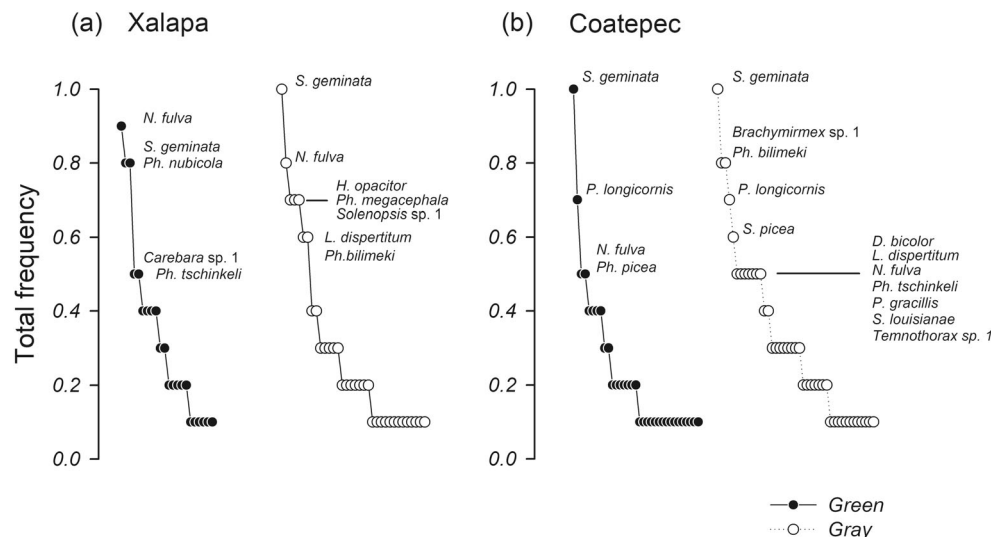 (a) Xalapa
(b) Coatepec
Total frequency
1.0
0.8
0.6
0.4
0.2
0.0
N. fulva
S. geminata
Ph. nubicola
Carebara sp. 1
Ph. tschinkeli
S. geminata
N. fulva
H. opacitor
Ph. megacephala
Solenopsis sp. 1
L. dispertitum
Ph.bilimeki
1.0
0.8
0.6
0.4
0.2
0.0
S. geminata
P. longicornis
N. fulva
Ph. picea
S. geminata
Brachymirmex sp. 1
Ph. bilimeki
P. longicornis
S. picea
D. bicolor
L. dispertitum
N. fulva
Ph. tschinkeli
P. gracillis
S. louisianae
Temnothorax sp. 1
Green
Gray